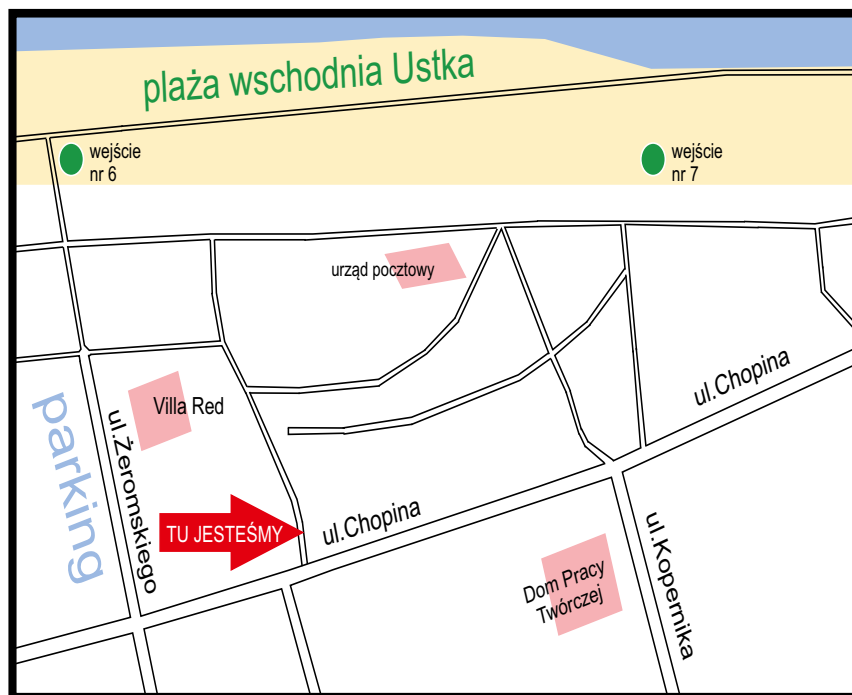 plaża wschodnia Ustka
wejście
nr 6
wejście
nr 7
urząd pocztowy
ul.Chopina
Villa Red
parking
ul.Żeromskiego
TU JESTEŚMY
ul.Chopina
ul.Kopernika
Dom Pracy
Twórczej